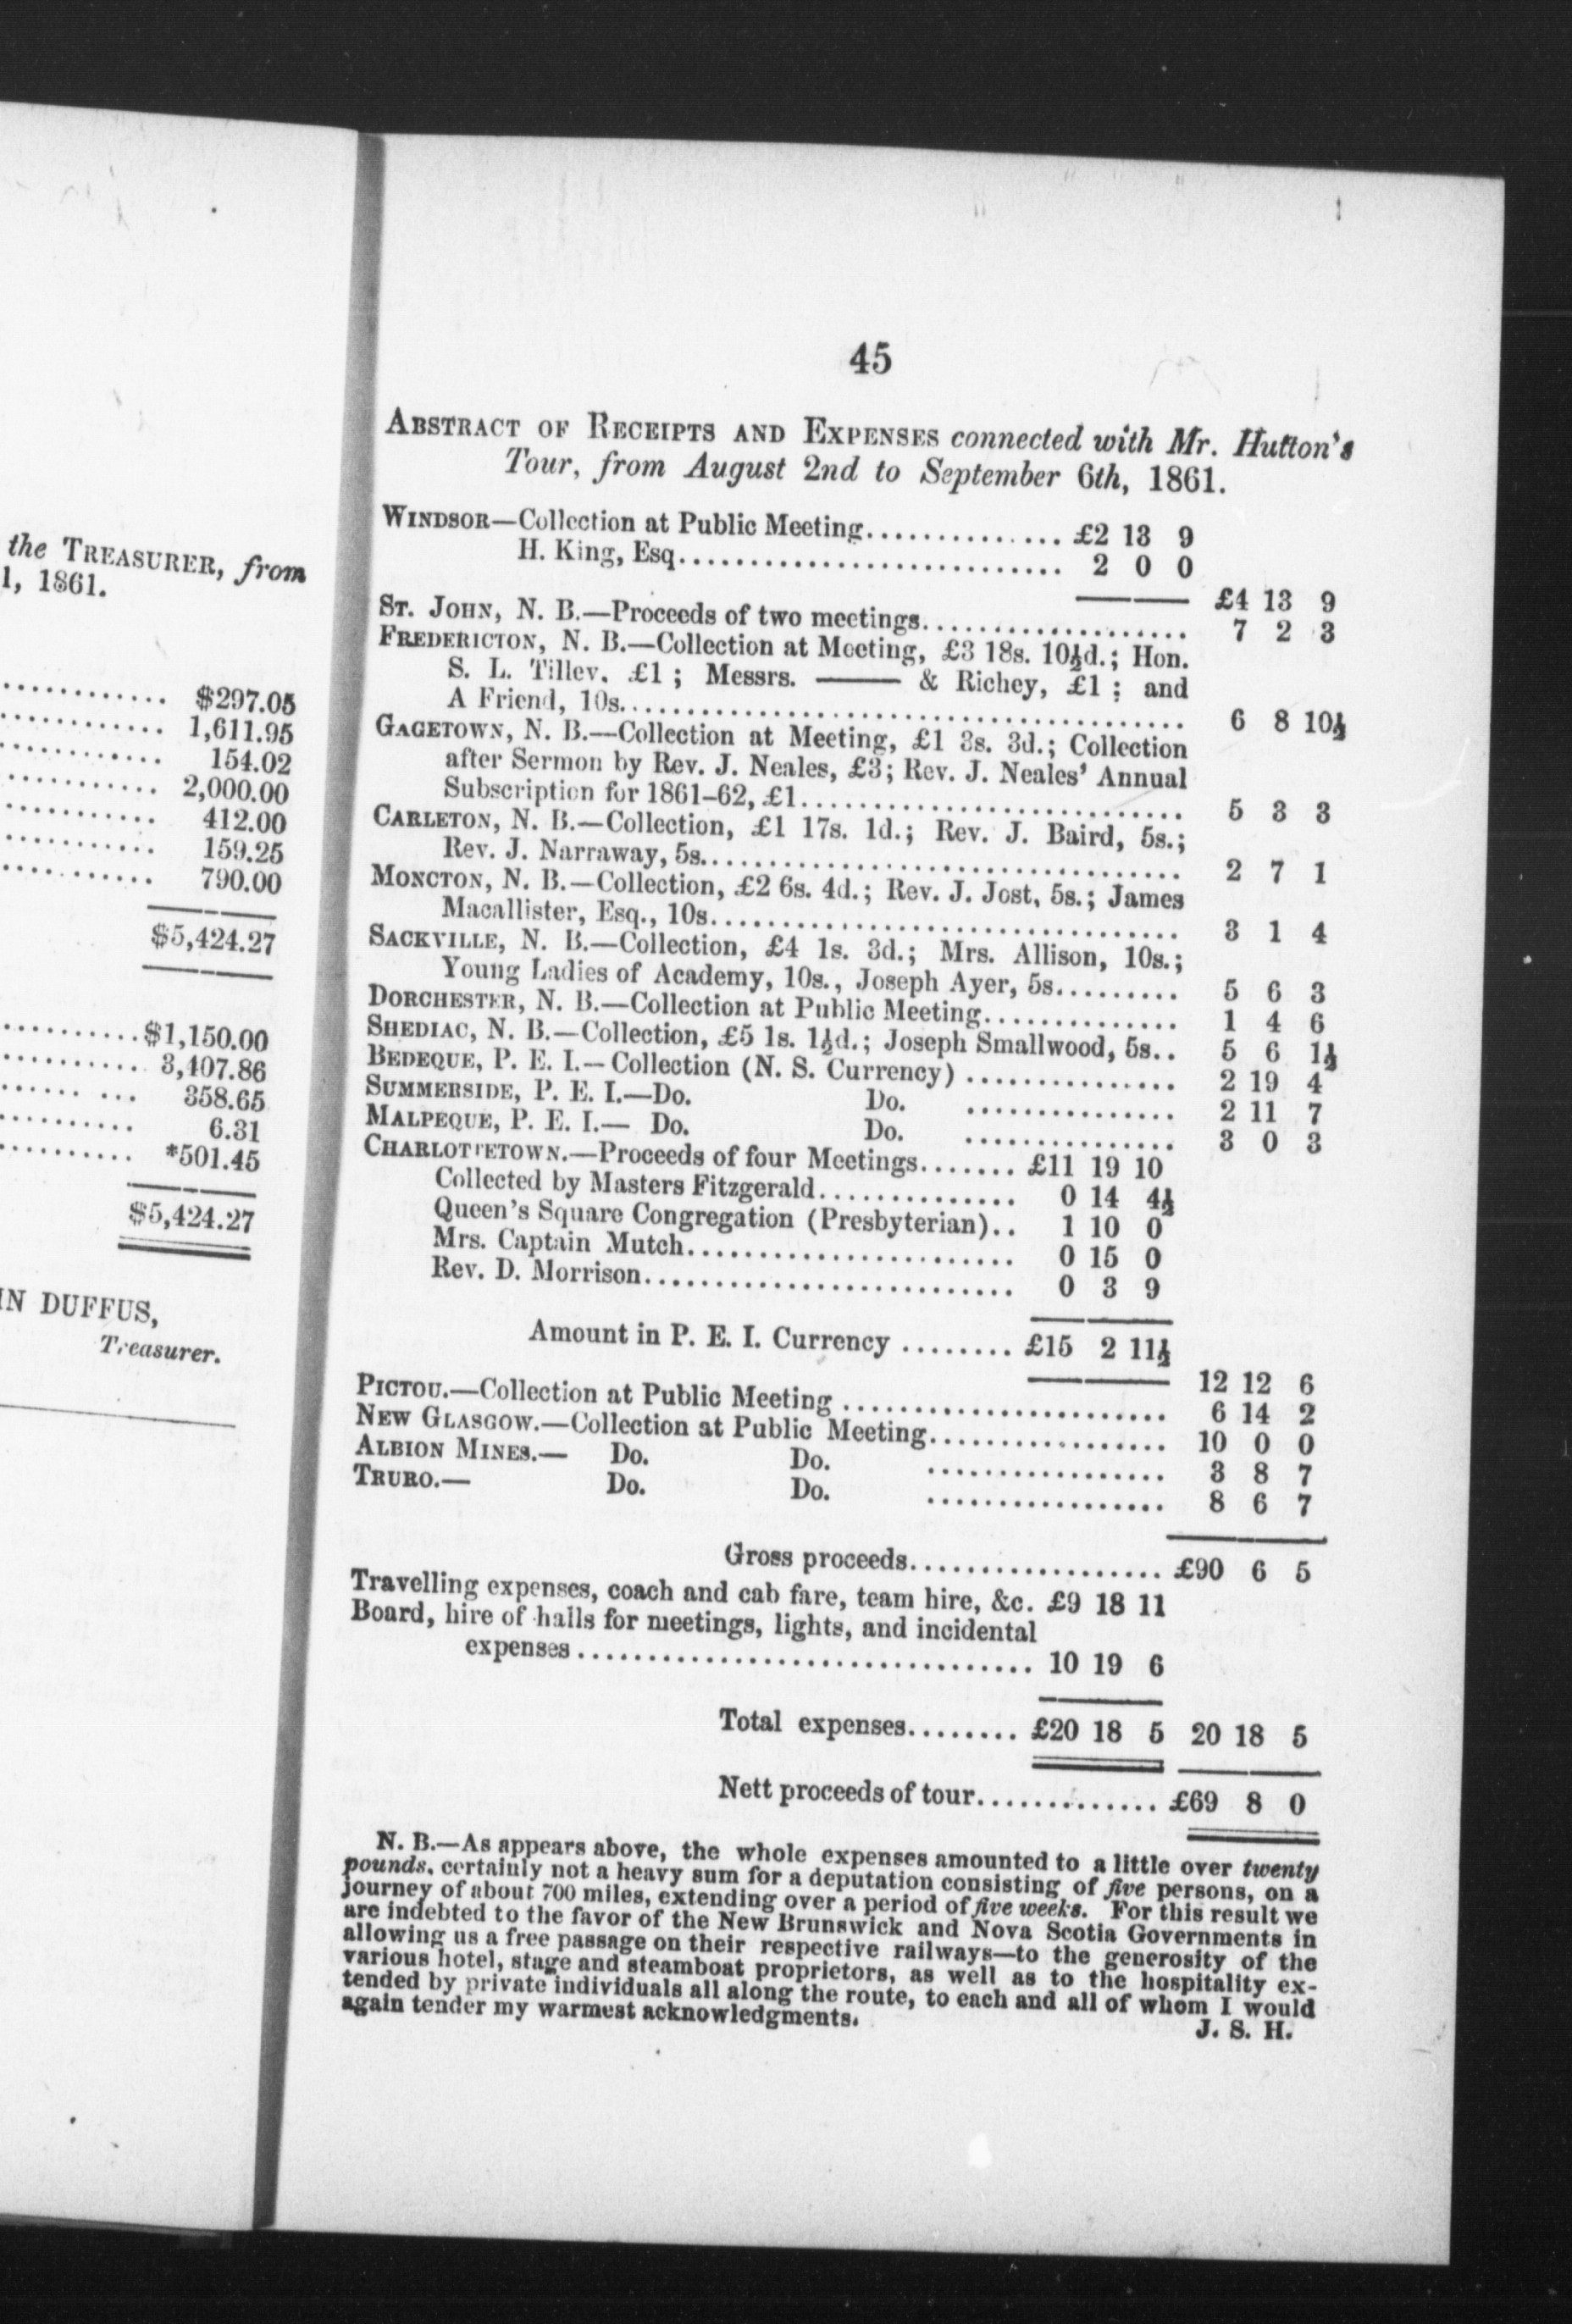 the TREASURER, from
1, 1861.
............ $297.05
............ 1,611.95
............ 154.02
............ 2,000.00
............ 412.00
............ 159.25
............ 790.00
$5,424.27
..........$1,150.00
.......... 3,407.86
...... ... 358.65
.......... 6.31
.......... *501.45
$5,424.27
IN DUFFUS,
Treasurer.
45
ABSTRACT OF RECEIPTS AND EXPENSES connected with Mr. Hutton's
Tour, from August 2nd to September 6th, 1861.
WINDSOR—Collection at Public Meeting............... £2 13 9
H. King, Esq............................ 2 0 0
£4 13 9
ST. JOHN, N. B.—Proceeds of two meetings.................... 7 2 3
FREDERICTON, N. B.—Collection at Meeting, £3 18s. 10½d.; Hon.
S. L. Tilley, £1 ; Messrs. ——— & Richey, £1 ; and
A Friend, 10s........................................ 6 8 10½
GAGETOWN, N. B.—Collection at Meeting, £1 3s. 3d.; Collection
after Sermon by Rev. J. Neales, £3; Rev. J. Neales' Annual
Subscription for 1861-62, £1........................... 5 3 3
CARLETON, N. B.—Collection, £1 17s. 1d.; Rev. J. Baird, 5s.;
Rev. J. Narraway, 5s.................................. 2 7 1
MONCTON, N. B.—Collection, £2 6s. 4d.; Rev. J. Jost, 5s.; James
Macallister, Esq., 10s................................. 3 1 4
SACKVILLE, N. B.—Collection, £4 1s. 3d.; Mrs. Allison, 10s.;
Young Ladies of Academy, 10s., Joseph Ayer, 5s......... 5 6 3
DORCHESTER, N. B.—Collection at Public Meeting.............. 1 4 6
SHEDIAC, N. B.—Collection, £5 1s. 1½d.; Joseph Smallwood, 5s.. 5 6 1½
BEDEQUE, P. E. I.—Collection (N. S. Currency) ............... 2 19 4
SUMMERSIDE, P. E. I.—Do. Do. ............... 2 11 7
MALPEQUE, P. E. I.— Do. Do. ............... 3 0 3
CHARLOTTETOWN.—Proceeds of four Meetings....... £11 19 10
Collected by Masters Fitzgerald.............. 0 14 4½
Queen's Square Congregation (Presbyterian).. 1 10 0
Mrs. Captain Mutch....................... 0 15 0
Rev. D. Morrison.......................... 0 3 9
Amount in P. E. I. Currency ........ £15 2 11½
12 12 6
PICTOU.—Collection at Public Meeting ....................... 6 14 2
NEW GLASGOW.—Collection at Public Meeting................. 10 0 0
ALBION MINES.— Do. Do. ................. 3 8 7
TRURO.— Do. Do. ................. 8 6 7
Gross proceeds.................. £90 6 5
Travelling expenses, coach and cab fare, team hire, &c. £9 18 11
Board, hire of halls for meetings, lights, and incidental
expenses................................ 10 19 6
Total expenses........ £20 18 5 20 18 5
Nett proceeds of tour............. £69 8 0
N. B.—As appears above, the whole expenses amounted to a little over twenty
pounds, certainly not a heavy sum for a deputation consisting of five persons, on a
journey of about 700 miles, extending over a period of five weeks. For this result we
are indebted to the favor of the New Brunswick and Nova Scotia Governments in
allowing us a free passage on their respective railways—to the generosity of the
various hotel, stage and steamboat proprietors, as well as to the hospitality ex-
tended by private individuals all along the route, to each and all of whom I would
again tender my warmest acknowledgments.
J. S. H.